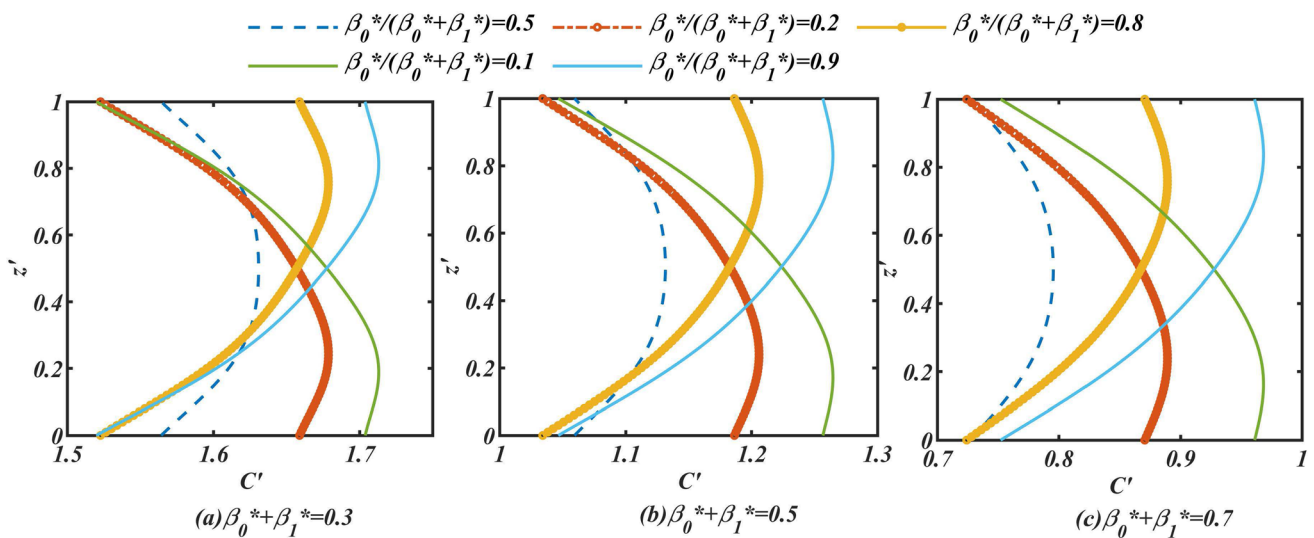 β₀*/(β₀*+β₁*)=0.5 β₀*/(β₀*+β₁*)=0.2 β₀*/(β₀*+β₁*)=0.8
β₀*/(β₀*+β₁*)=0.1 β₀*/(β₀*+β₁*)=0.9
1
0.8
0.6
z'
0.4
0.2
0
1.5 1.6 1.7
C'
(a)β₀*+β₁*=0.3
1
0.8
0.6
z'
0.4
0.2
0
1 1.1 1.2 1.3
C'
(b)β₀*+β₁*=0.5
1
0.8
0.6
z'
0.4
0.2
0
0.7 0.8 0.9 1
C'
(c)β₀*+β₁*=0.7